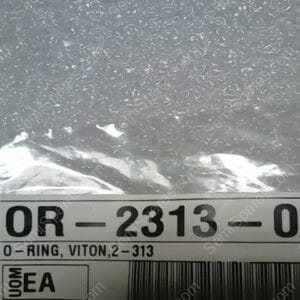 OR-2313-0
O-RING, VITON,2-313
UOM
EA